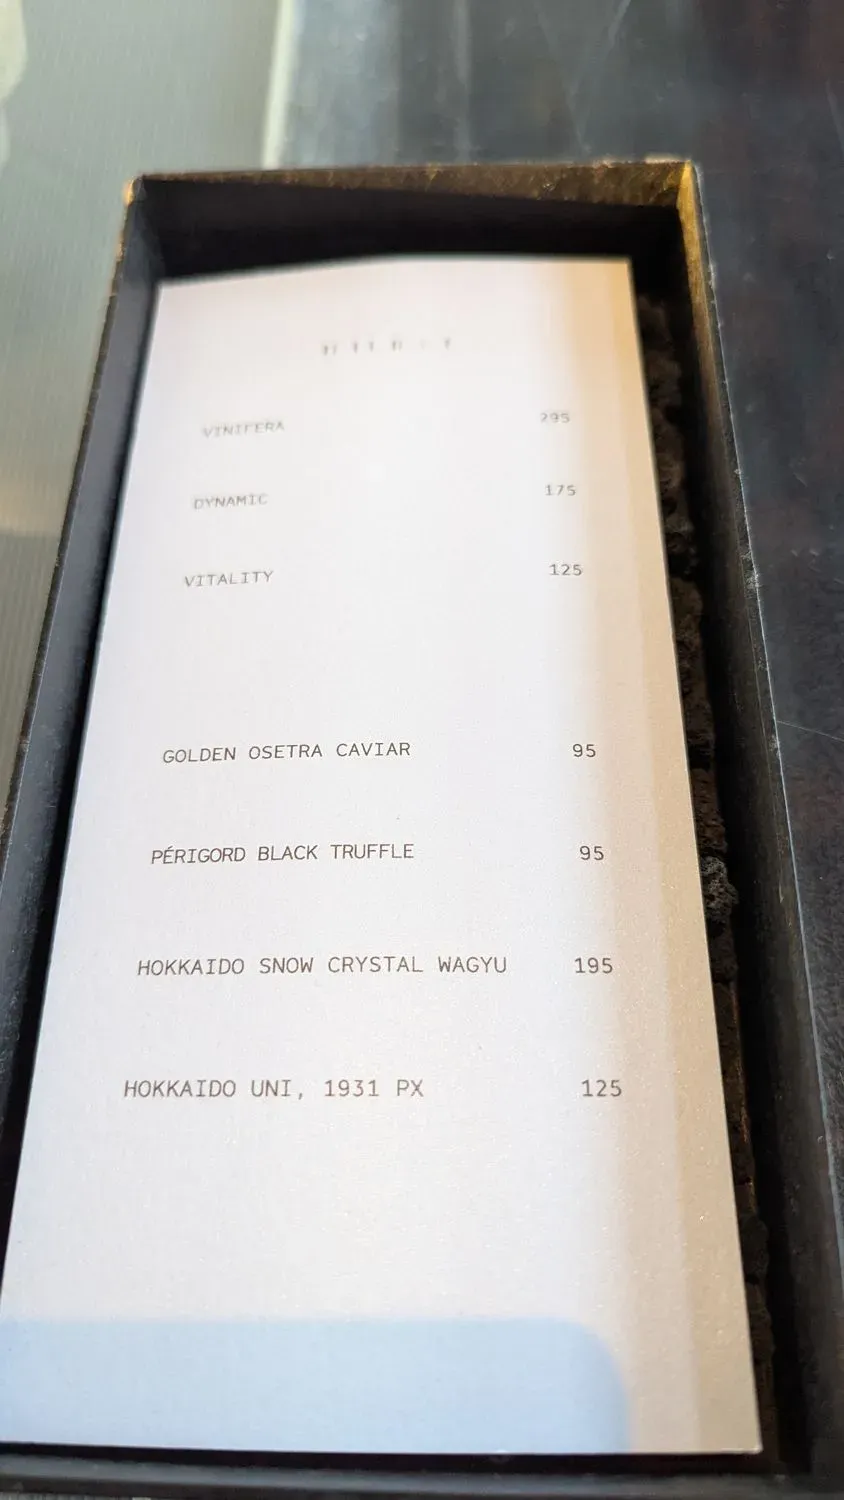 VINIFERA 295
DYNAMIC 175
VITALITY 125
GOLDEN OSETRA CAVIAR 95
PÉRIGORD BLACK TRUFFLE 95
HOKKAIDO SNOW CRYSTAL WAGYU 195
HOKKAIDO UNI, 1931 PX 125